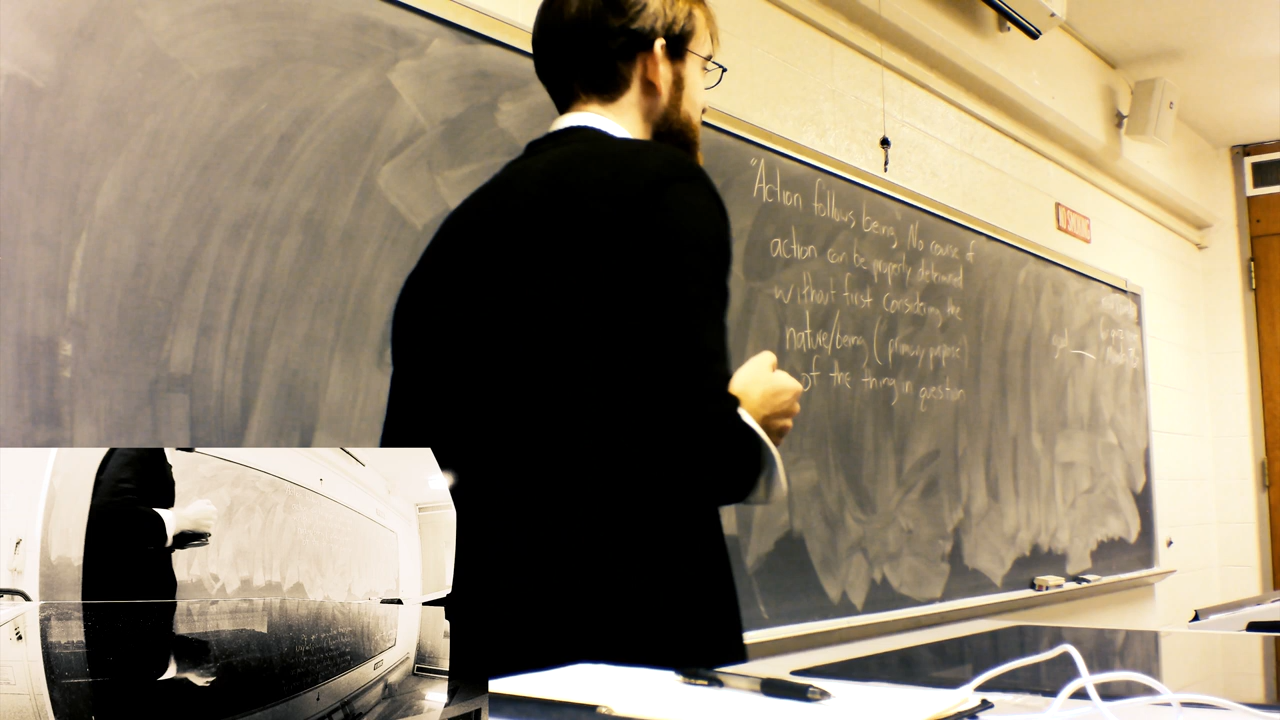 "Action follows being" No course of
action can be properly determined
without first considering the
nature/being (primary purpose)
of the thing in question
NO SMOKING